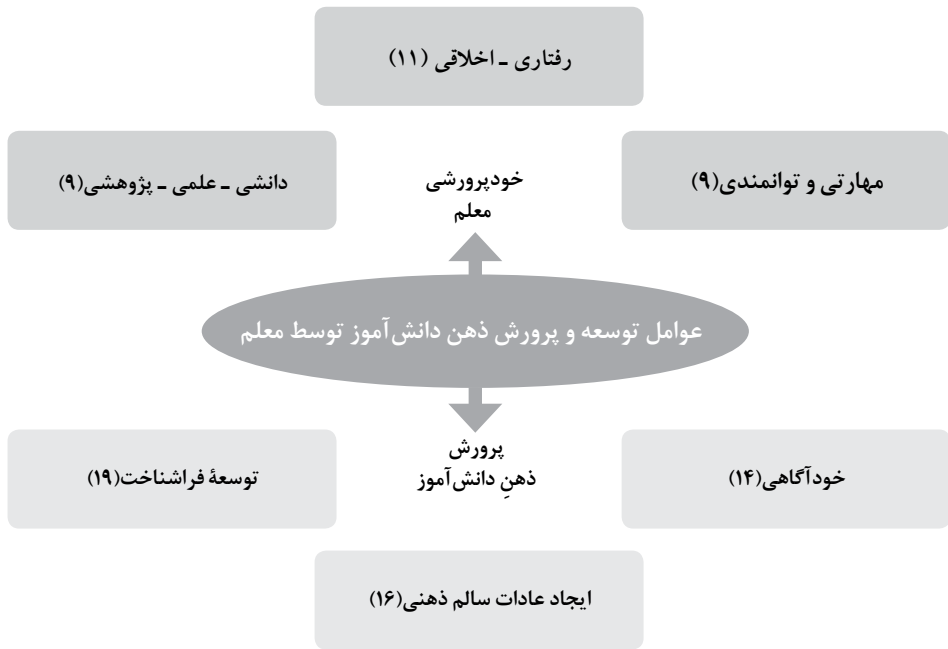 رفتاری ـ اخلاقی (۱۱)
مهارتی و توانمندی(۹)
خودپرورشی
معلم
دانشی ـ علمی ـ پژوهشی(۹)
عوامل توسعه و پرورش ذهن دانش‌آموز توسط معلم
خودآگاهی(۱۴)
پرورش
ذهنِ دانش‌آموز
توسعهٔ فراشناخت(۱۹)
ایجاد عادات سالم ذهنی(۱۶)